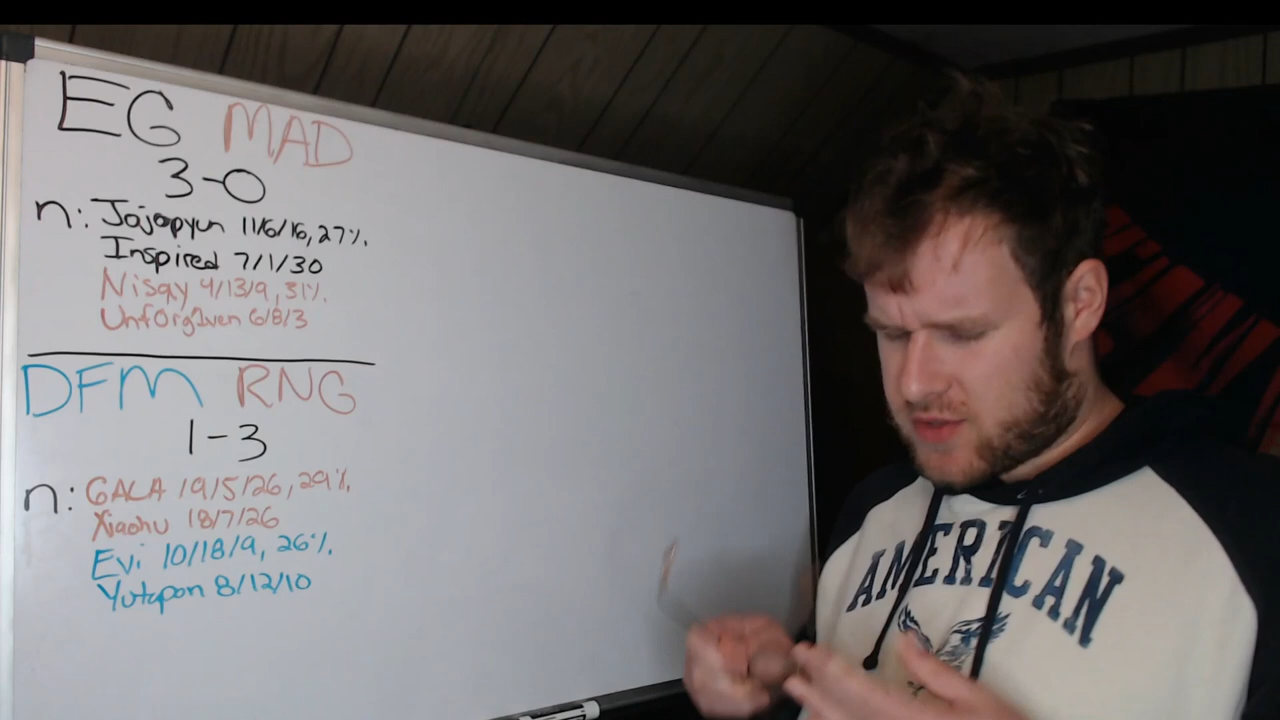 EG MAD
3-0
n: Jojopyun 11/6/16, 27%.
Inspired 7/1/30
Nisqy 9/13/9, 31%.
Unforgiven 6/8/3
DFM RNG
1-3
n: GALA 19/5/26, 29%.
Xiaohu 18/7/26
Evi 10/18/9, 26%.
Yutapon 8/12/10
AMERICAN